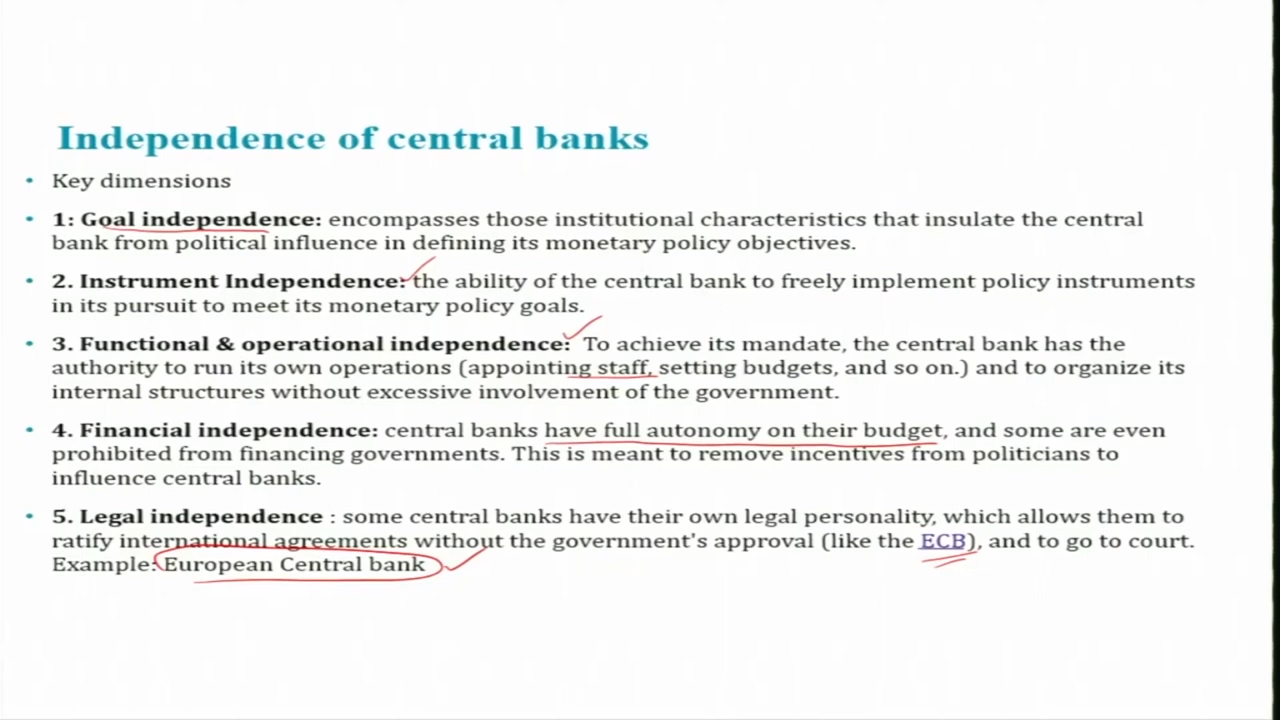 Independence of central banks
• Key dimensions
• 1: Goal independence: encompasses those institutional characteristics that insulate the central
bank from political influence in defining its monetary policy objectives.
• 2. Instrument Independence: the ability of the central bank to freely implement policy instruments
in its pursuit to meet its monetary policy goals.
• 3. Functional & operational independence: To achieve its mandate, the central bank has the
authority to run its own operations (appointing staff, setting budgets, and so on.) and to organize its
internal structures without excessive involvement of the government.
• 4. Financial independence: central banks have full autonomy on their budget, and some are even
prohibited from financing governments. This is meant to remove incentives from politicians to
influence central banks.
• 5. Legal independence : some central banks have their own legal personality, which allows them to
ratify international agreements without the government's approval (like the ECB), and to go to court.
Example: European Central bank